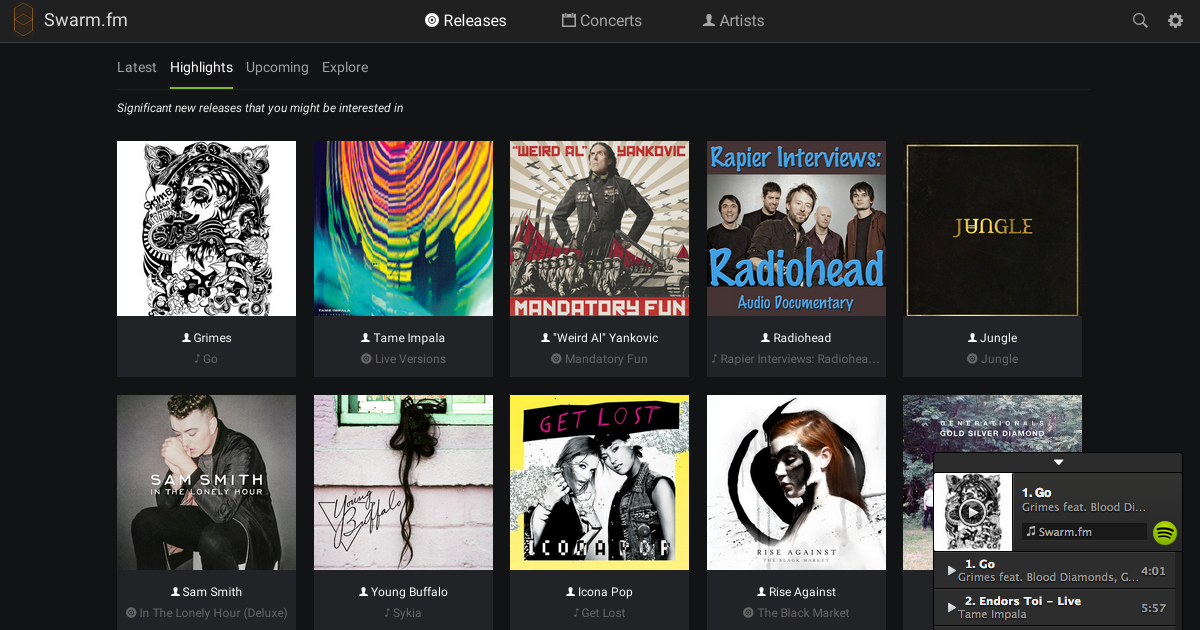 Swarm.fm
Releases
Concerts
Artists
Latest
Highlights
Upcoming
Explore
Significant new releases that you might be interested in
GRIMES
"WEIRD AL" YANKOVIC
MANDATORY FUN
Rapier Interviews:
Radiohead
Audio Documentary
JUNGLE
TAME IMPALA
Grimes
Go
Tame Impala
Live Versions
"Weird Al" Yankovic
Mandatory Fun
Radiohead
Rapier Interviews: Radiohea...
Jungle
Jungle
SAM SMITH
IN THE LONELY HOUR
Young Buffalo
GET LOST
ICONA POP
RISE AGAINST
THE BLACK MARKET
GENERATIONALS
GOLD SILVER DIAMOND
Sam Smith
In The Lonely Hour (Deluxe)
Young Buffalo
Sykia
Icona Pop
Get Lost
Rise Against
The Black Market
1. Go
Grimes feat. Blood Di...
Swarm.fm
1. Go
Grimes feat. Blood Diamonds, G...
4:01
2. Endors Toi – Live
Tame Impala
5:57